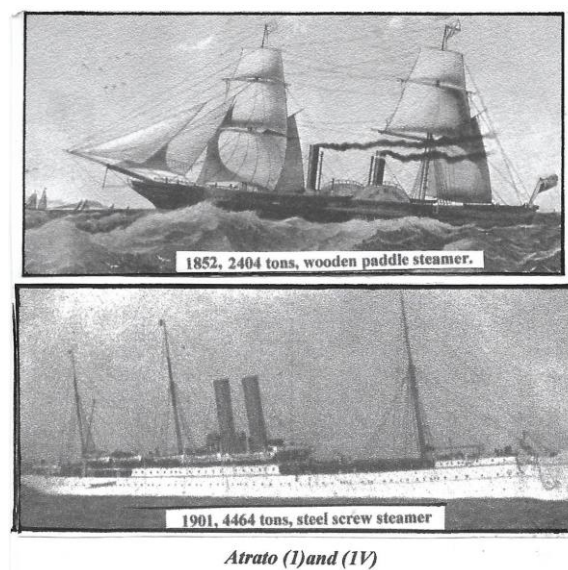 1852, 2404 tons, wooden paddle steamer.
1901, 4464 tons, steel screw steamer
Atrato (1)and (1V)